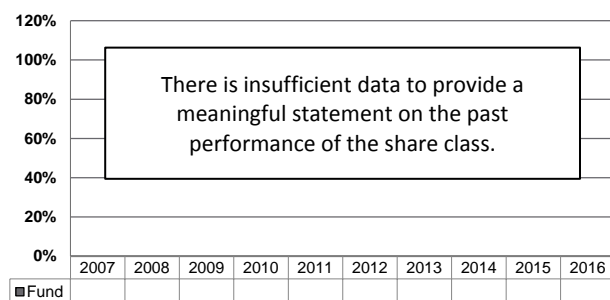 120%
100%
80%
60%
40%
20%
0%
There is insufficient data to provide a
meaningful statement on the past
performance of the share class.
2007 2008 2009 2010 2011 2012 2013 2014 2015 2016
Fund